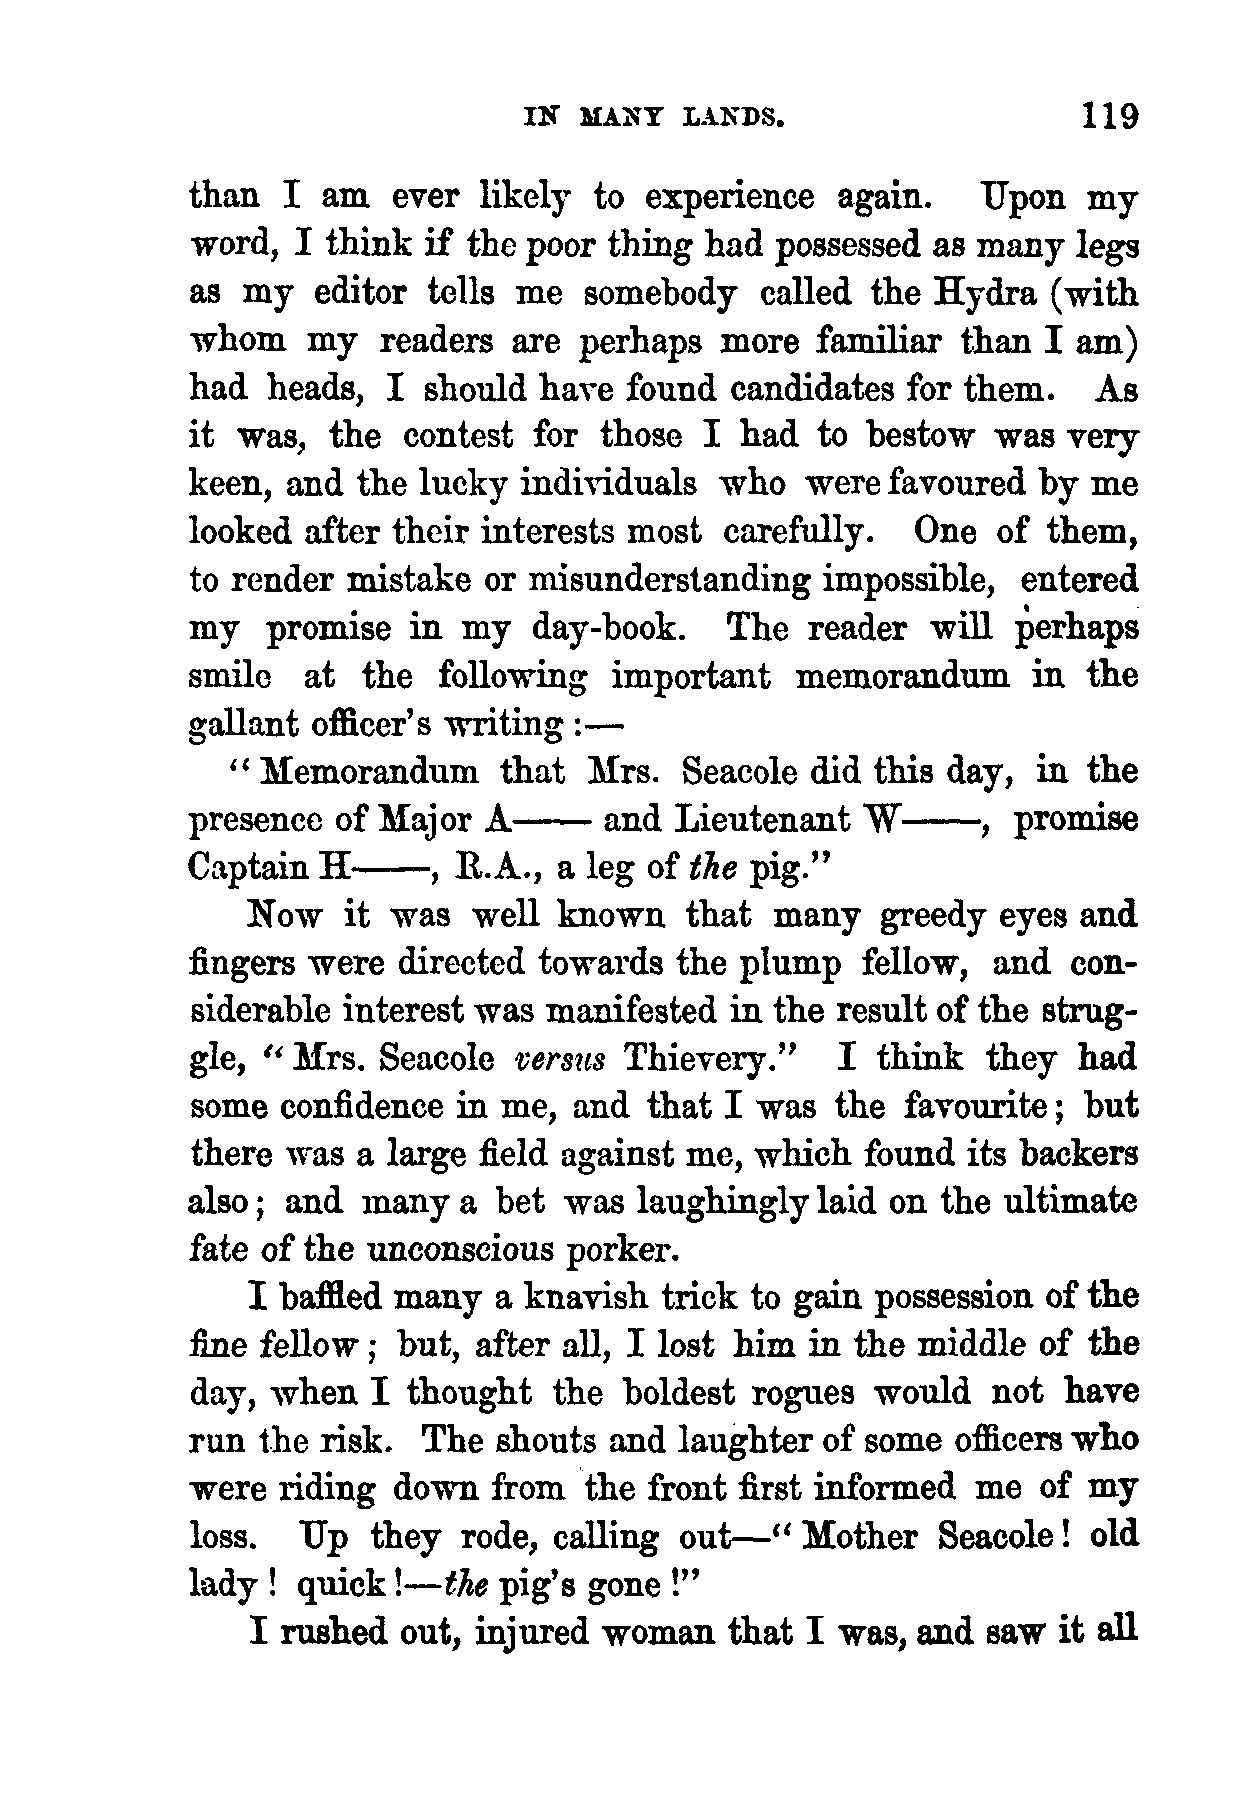 IN MANY LANDS. 119
than I am ever likely to experience again. Upon my
word, I think if the poor thing had possessed as many legs
as my editor tells me somebody called the Hydra (with
whom my readers are perhaps more familiar than I am)
had heads, I should have found candidates for them. As
it was, the contest for those I had to bestow was very
keen, and the lucky individuals who were favoured by me
looked after their interests most carefully. One of them,
to render mistake or misunderstanding impossible, entered
my promise in my day-book. The reader will perhaps
smile at the following important memorandum in the
gallant officer's writing :—
“ Memorandum that Mrs. Seacole did this day, in the
presence of Major A—— and Lieutenant W——, promise
Captain H——, R.A., a leg of the pig.”
Now it was well known that many greedy eyes and
fingers were directed towards the plump fellow, and con-
siderable interest was manifested in the result of the strug-
gle, “ Mrs. Seacole versus Thievery.” I think they had
some confidence in me, and that I was the favourite ; but
there was a large field against me, which found its backers
also ; and many a bet was laughingly laid on the ultimate
fate of the unconscious porker.
I baffled many a knavish trick to gain possession of the
fine fellow ; but, after all, I lost him in the middle of the
day, when I thought the boldest rogues would not have
run the risk. The shouts and laughter of some officers who
were riding down from the front first informed me of my
loss. Up they rode, calling out—“ Mother Seacole ! old
lady ! quick !—the pig's gone !”
I rushed out, injured woman that I was, and saw it all